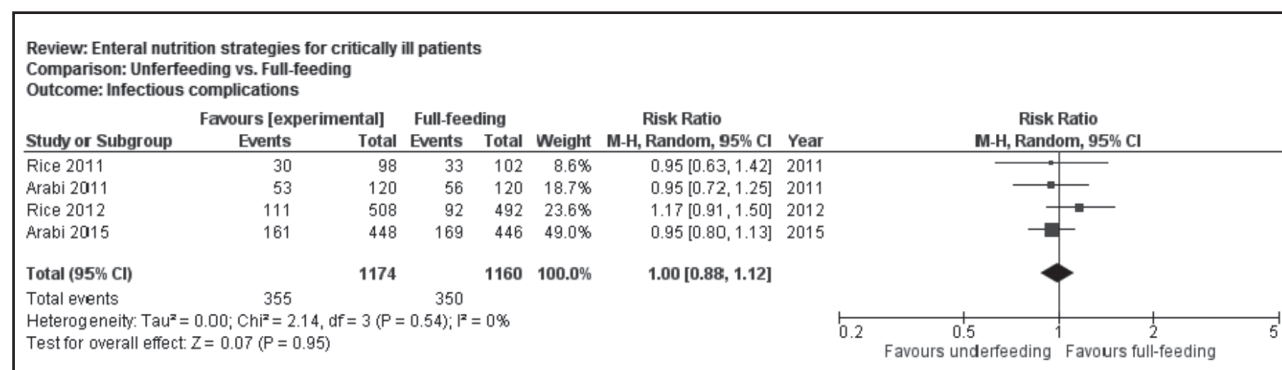 Review: Enteral nutrition strategies for critically ill patients
Comparison: Unferfeeding vs. Full-feeding
Outcome: Infectious complications
Favours [experimental] Full-feeding Risk Ratio Risk Ratio
Study or Subgroup Events Total Events Total Weight M-H, Random, 95% CI Year M-H, Random, 95% CI
Rice 2011 30 98 33 102 8.6% 0.95 [0.63, 1.42] 2011
Arabi 2011 53 120 56 120 18.7% 0.95 [0.72, 1.25] 2011
Rice 2012 111 508 92 492 23.6% 1.17 [0.91, 1.50] 2012
Arabi 2015 161 448 169 446 49.0% 0.95 [0.80, 1.13] 2015
Total (95% CI) 1174 1160 100.0% 1.00 [0.88, 1.12]
Total events 355 350
Heterogeneity: Tau² = 0.00; Chi² = 2.14, df = 3 (P = 0.54); I² = 0%
Test for overall effect: Z = 0.07 (P = 0.95)
0.2 0.5 1 2 5
Favours underfeeding Favours full-feeding